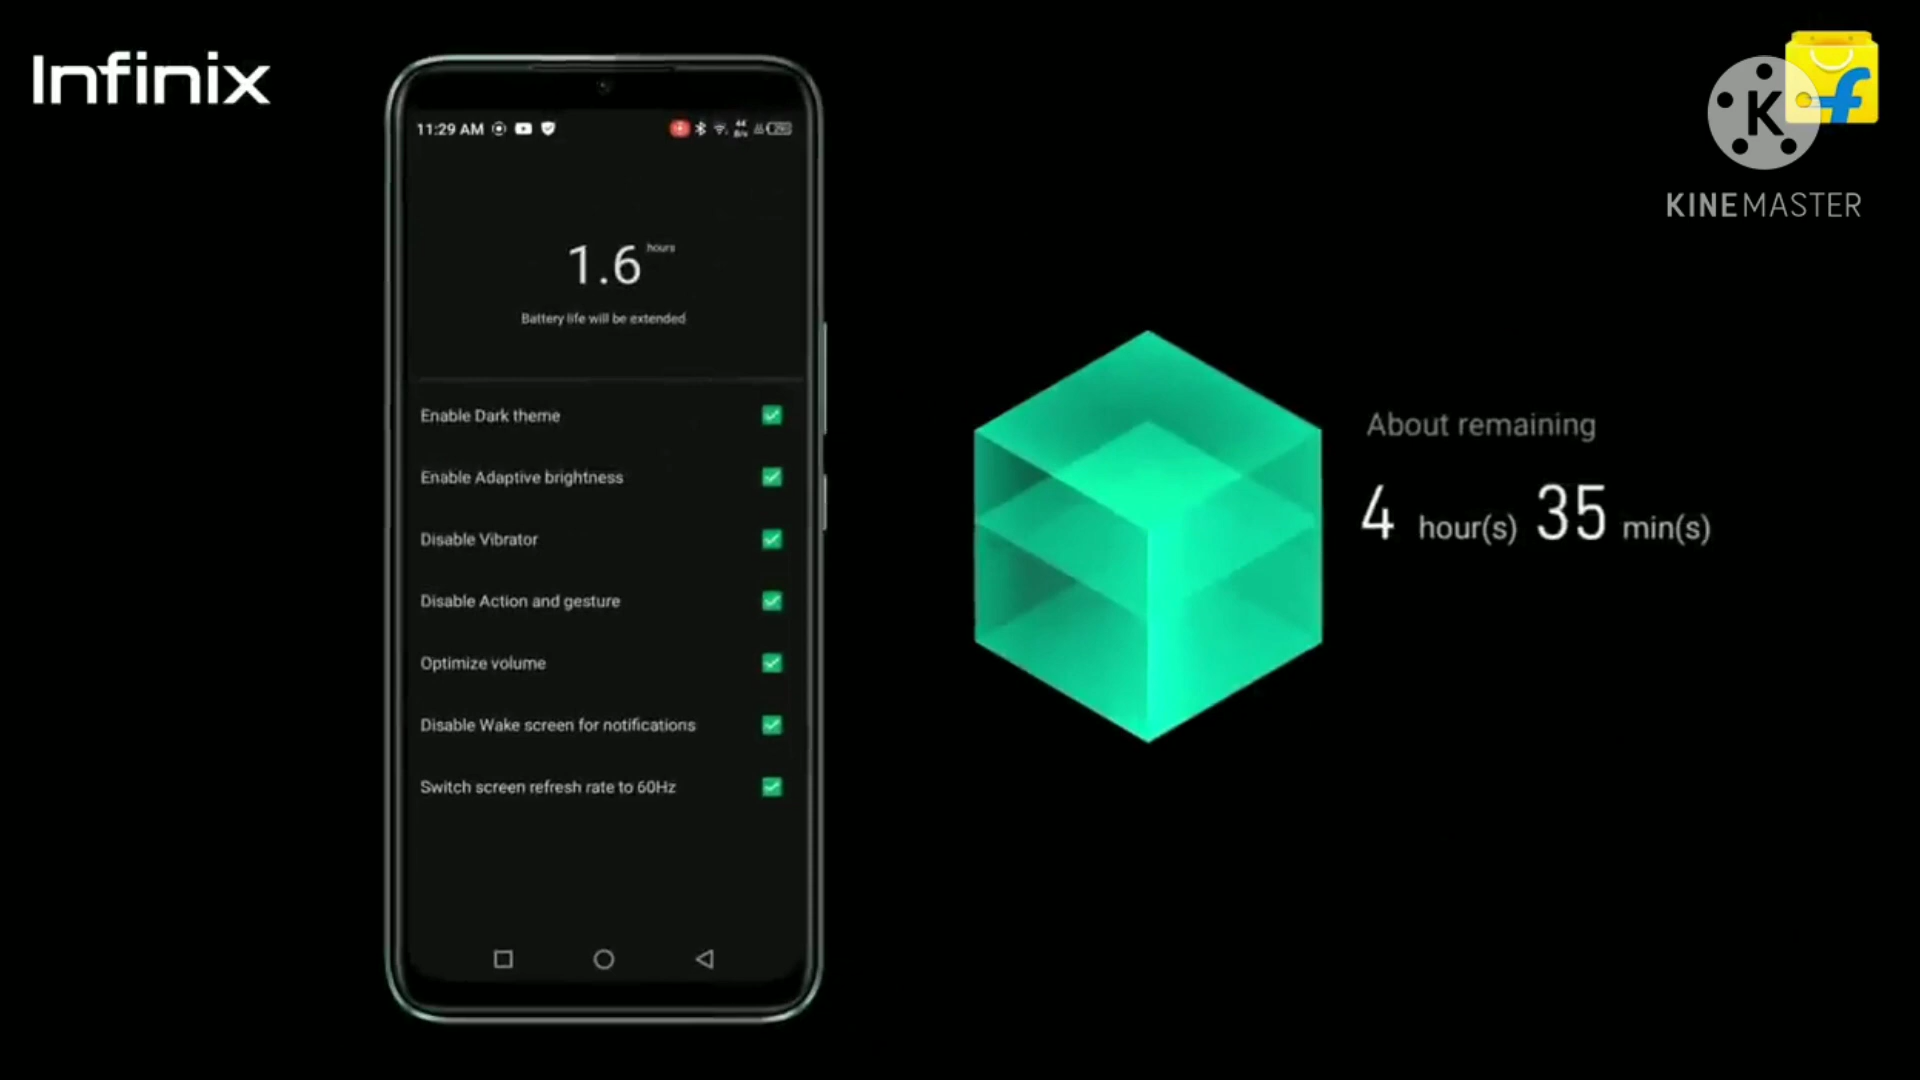 Infinix
KINEMASTER
K
f
11:29 AM
1.6 hours
Battery life will be extended
Enable Dark theme
Enable Adaptive brightness
Disable Vibrator
Disable Action and gesture
Optimize volume
Disable Wake screen for notifications
Switch screen refresh rate to 60Hz
About remaining
4 hour(s) 35 min(s)